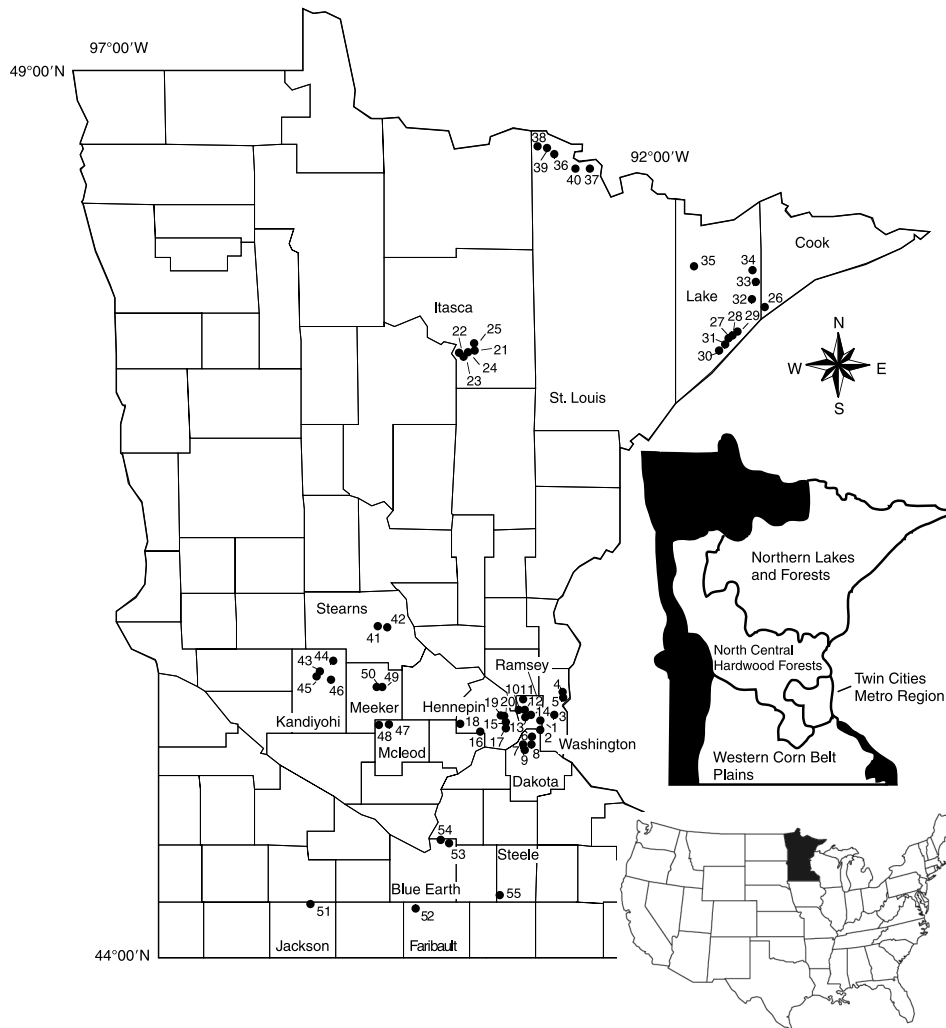 97°00'W
49°00'N
92°00'W
38
39
36
40
37
Cook
35
34
33
Lake
32
26
28
29
27
31
30
Itasca
25
22
21
24
23
N
W
E
S
St. Louis
Northern Lakes
and Forests
North Central
Hardwood Forests
Twin Cities
Metro Region
Western Corn Belt
Plains
Stearns
42
41
43
44
45
46
Kandiyohi
50
49
Meeker
48
47
Mcleod
Ramsey
Hennepin
10
11
4
5
19
20
12
14
3
18
15
13
1
16
17
6
2
7
8
9
Washington
Dakota
54
53
Steele
Blue Earth
55
51
52
Jackson
Faribault
44°00'N